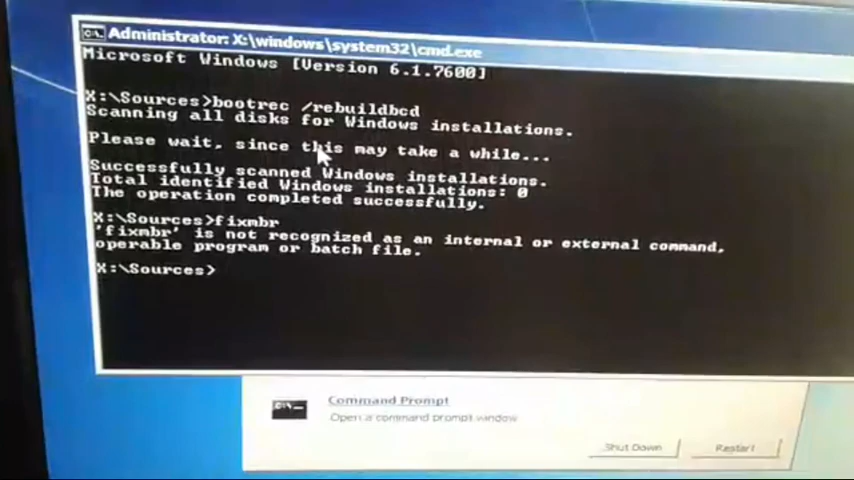 Administrator: X:\windows\system32\cmd.exe
Microsoft Windows [Version 6.1.7600]
X:\Sources>bootrec /rebuildbcd
Scanning all disks for Windows installations.
Please wait, since this may take a while...
Successfully scanned Windows installations.
Total identified Windows installations: 0
The operation completed successfully.
X:\Sources>fixmbr
'fixmbr' is not recognized as an internal or external command,
operable program or batch file.
X:\Sources>
Command Prompt
Open a command prompt window
Shut Down
Restart